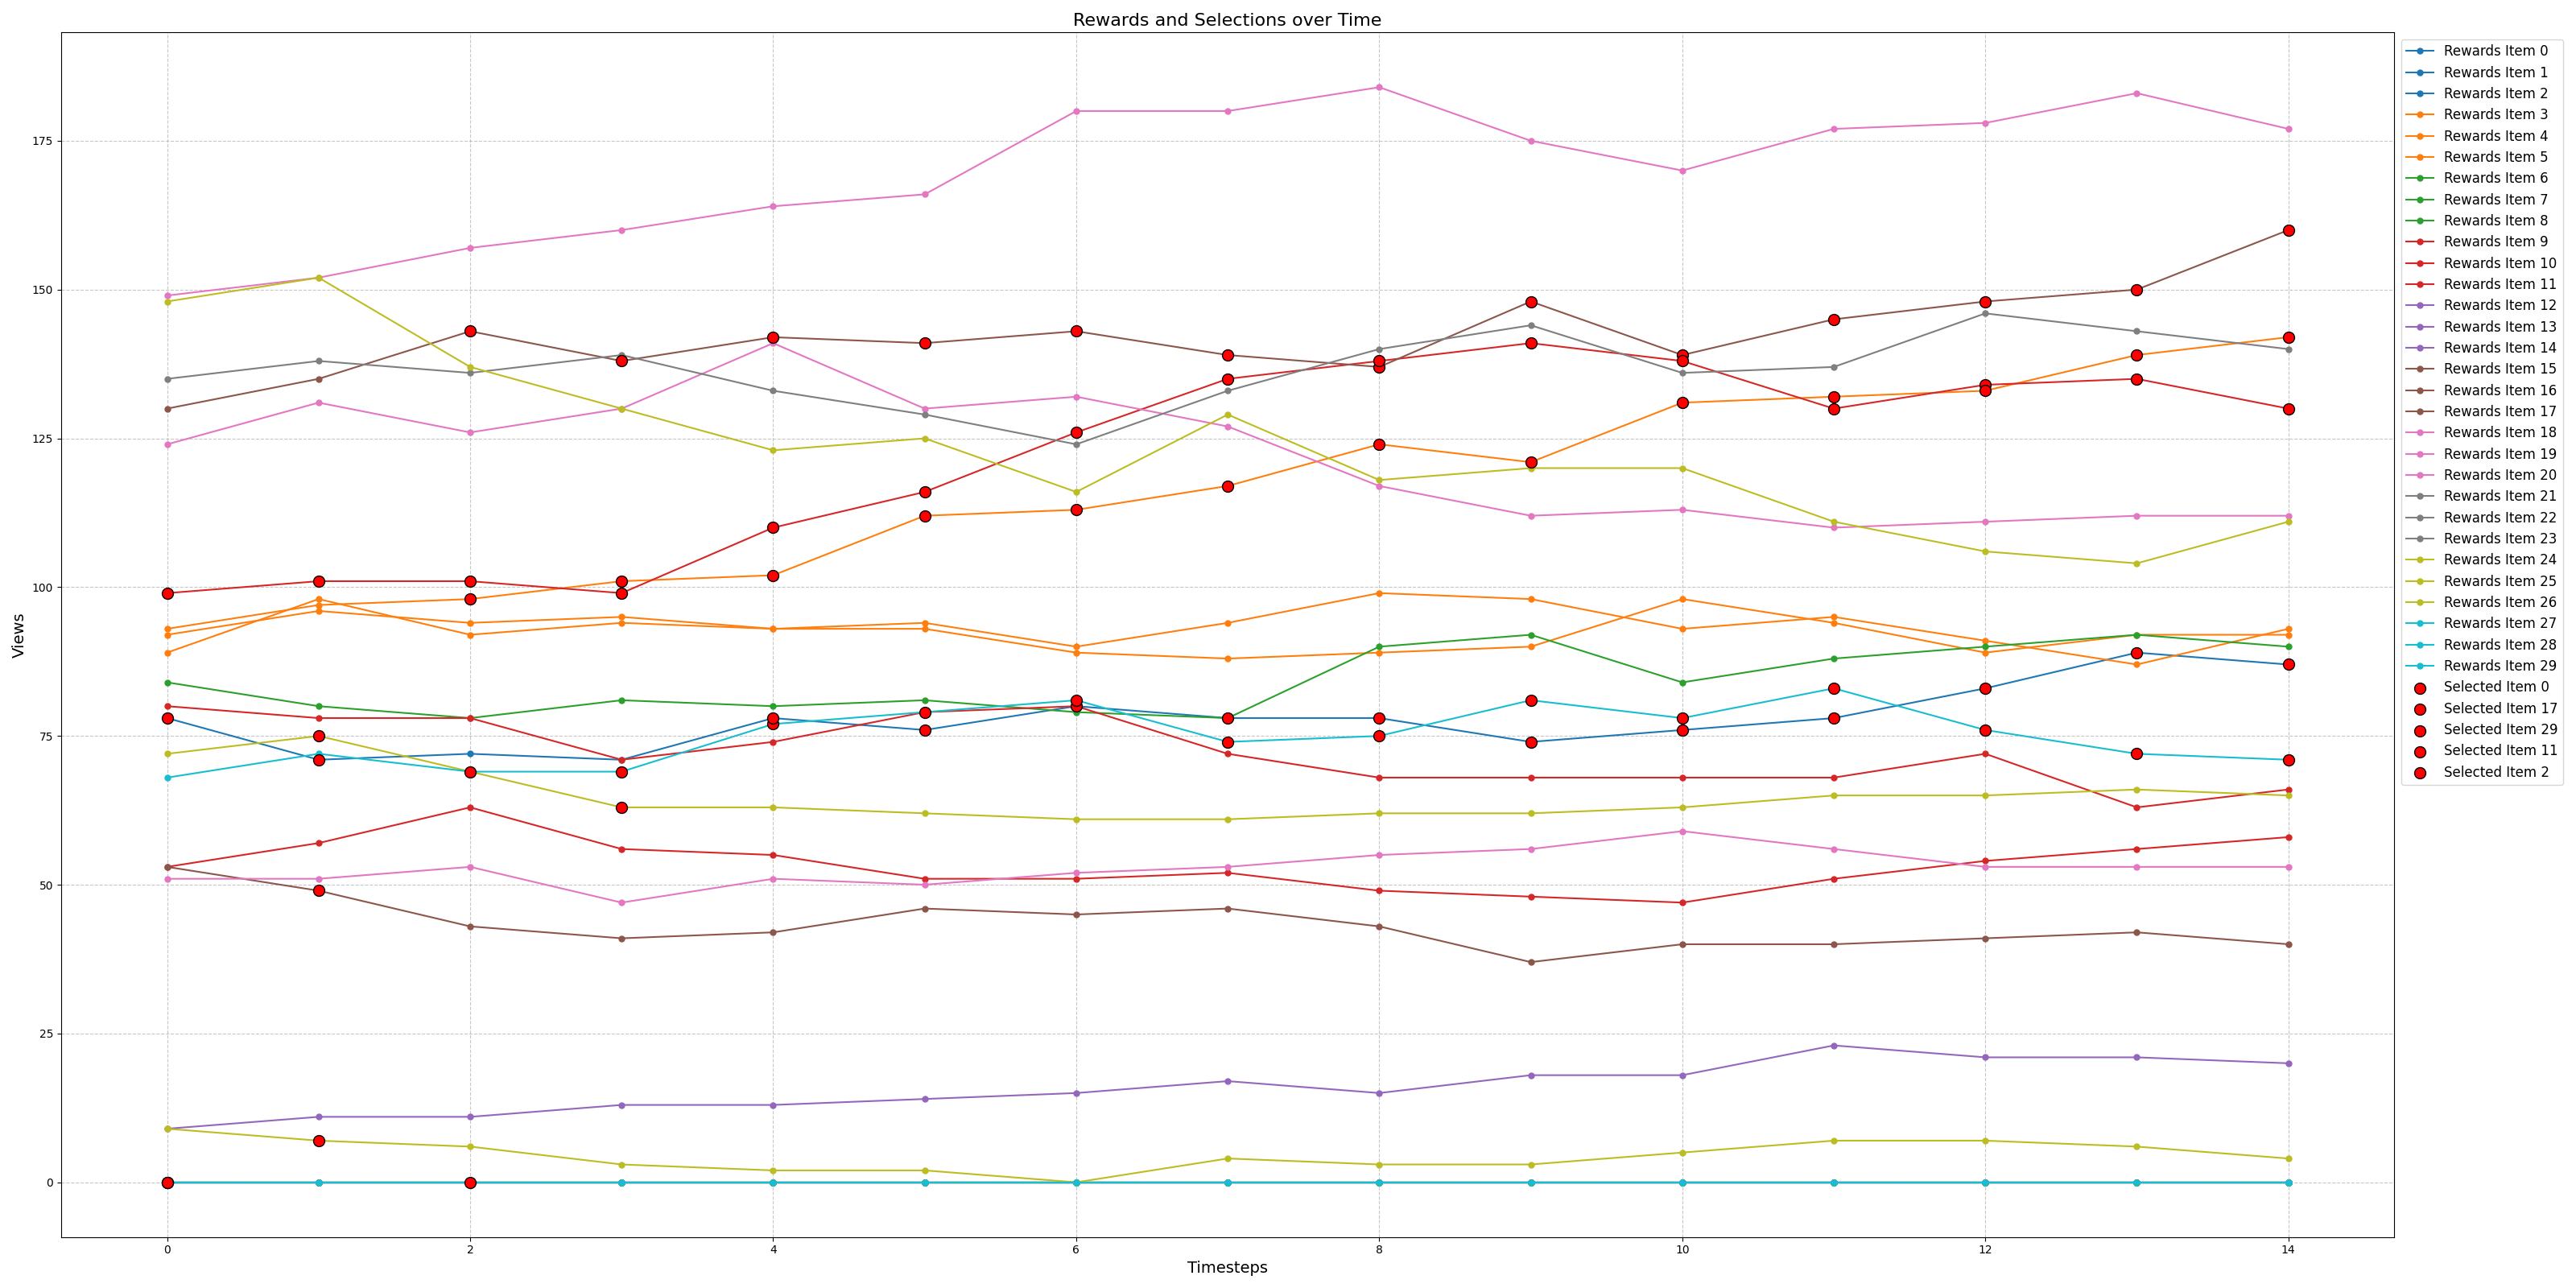 Rewards and Selections over Time
Views
175
150
125
100
75
50
25
0
0
2
4
6
8
10
12
14
Timesteps
Rewards Item 0
Rewards Item 1
Rewards Item 2
Rewards Item 3
Rewards Item 4
Rewards Item 5
Rewards Item 6
Rewards Item 7
Rewards Item 8
Rewards Item 9
Rewards Item 10
Rewards Item 11
Rewards Item 12
Rewards Item 13
Rewards Item 14
Rewards Item 15
Rewards Item 16
Rewards Item 17
Rewards Item 18
Rewards Item 19
Rewards Item 20
Rewards Item 21
Rewards Item 22
Rewards Item 23
Rewards Item 24
Rewards Item 25
Rewards Item 26
Rewards Item 27
Rewards Item 28
Rewards Item 29
Selected Item 0
Selected Item 17
Selected Item 29
Selected Item 11
Selected Item 2